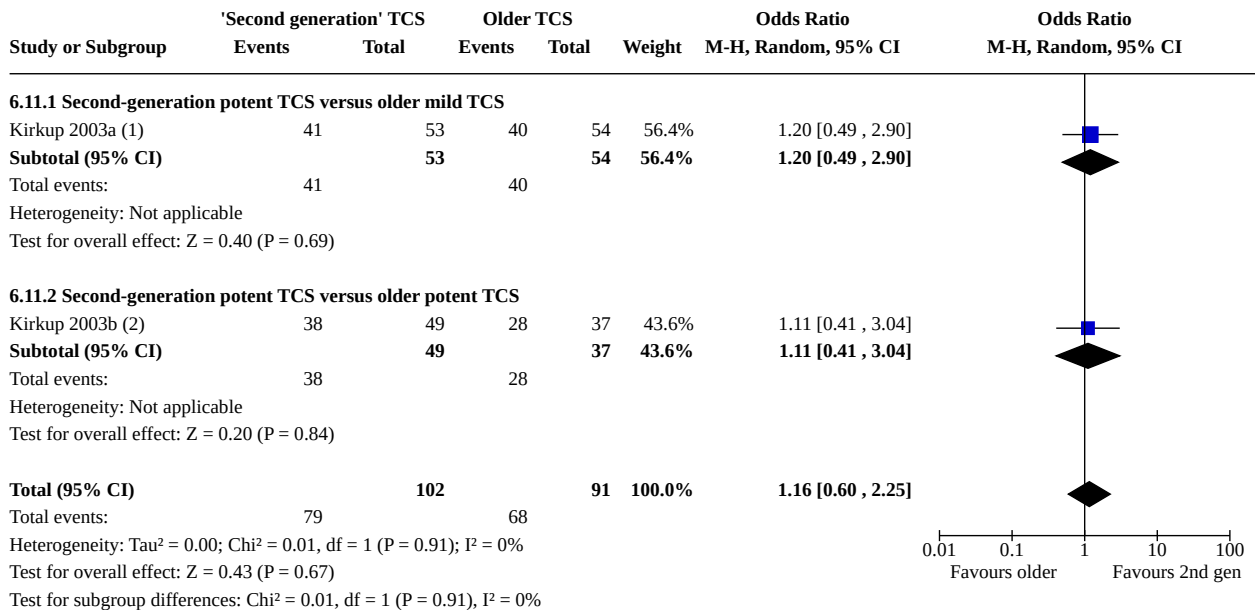 'Second generation' TCS Older TCS Odds Ratio Odds Ratio
Study or Subgroup Events Total Events Total Weight M-H, Random, 95% CI M-H, Random, 95% CI
6.11.1 Second-generation potent TCS versus older mild TCS
Kirkup 2003a (1) 41 53 40 54 56.4% 1.20 [0.49 , 2.90]
Subtotal (95% CI) 53 54 56.4% 1.20 [0.49 , 2.90]
Total events: 41 40
Heterogeneity: Not applicable
Test for overall effect: Z = 0.40 (P = 0.69)
6.11.2 Second-generation potent TCS versus older potent TCS
Kirkup 2003b (2) 38 49 28 37 43.6% 1.11 [0.41 , 3.04]
Subtotal (95% CI) 49 37 43.6% 1.11 [0.41 , 3.04]
Total events: 38 28
Heterogeneity: Not applicable
Test for overall effect: Z = 0.20 (P = 0.84)
Total (95% CI) 102 91 100.0% 1.16 [0.60 , 2.25]
Total events: 79 68
Heterogeneity: Tau² = 0.00; Chi² = 0.01, df = 1 (P = 0.91); I² = 0%
Test for overall effect: Z = 0.43 (P = 0.67)
Test for subgroup differences: Chi² = 0.01, df = 1 (P = 0.91), I² = 0%
0.01 0.1 1 10 100
Favours older Favours 2nd gen